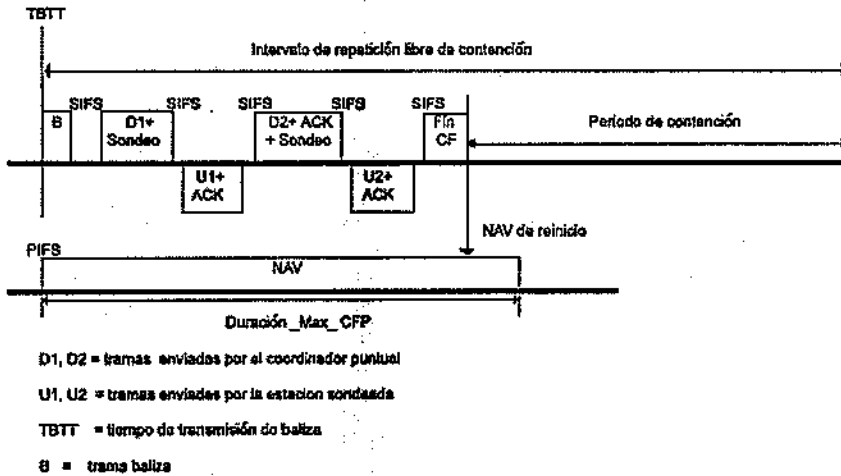 TBTT
Intervalo de repetición libre de contención
SIFS SIFS SIFS SIFS SIFS
B
D1+
Sondeo
D2+ ACK
+ Sondeo
Fin
CF
Periodo de contención
U1+
ACK
U2+
ACK
NAV de reinicio
PIFS
NAV
Duración_Max_CFP
D1, D2 = tramas enviadas por el coordinador puntual
U1, U2 = tramas enviadas por la estacion sondeada
TBTT = tiempo de transmisión de baliza
B = trama baliza